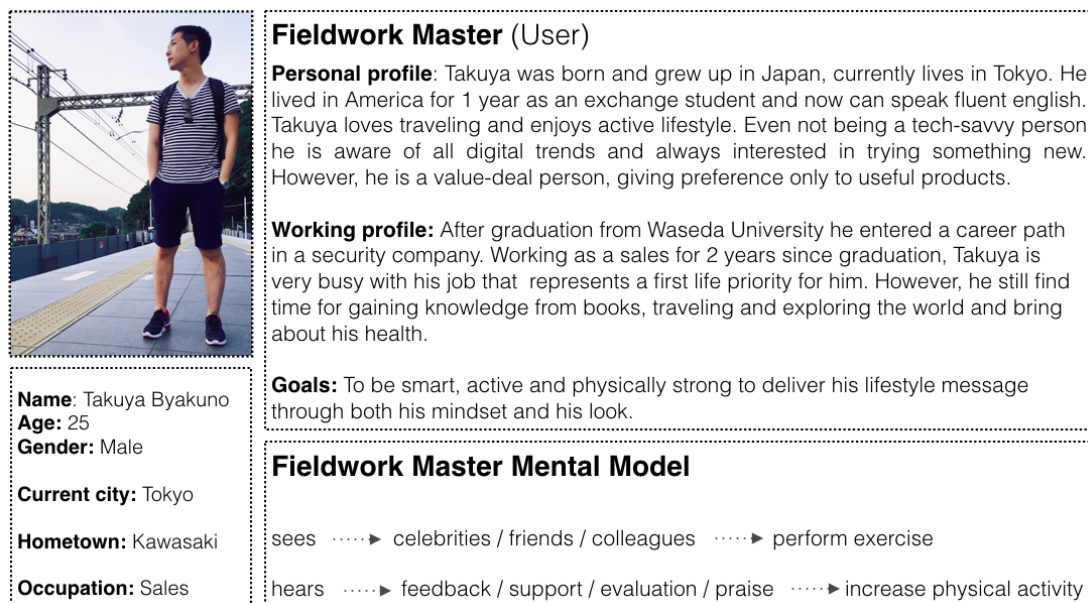 Fieldwork Master (User)
Personal profile: Takuya was born and grew up in Japan, currently lives in Tokyo. He
lived in America for 1 year as an exchange student and now can speak fluent english.
Takuya loves traveling and enjoys active lifestyle. Even not being a tech-savvy person
he is aware of all digital trends and always interested in trying something new.
However, he is a value-deal person, giving preference only to useful products.
Working profile: After graduation from Waseda University he entered a career path
in a security company. Working as a sales for 2 years since graduation, Takuya is
very busy with his job that represents a first life priority for him. However, he still find
time for gaining knowledge from books, traveling and exploring the world and bring
about his health.
Goals: To be smart, active and physically strong to deliver his lifestyle message
through both his mindset and his look.
Name: Takuya Byakuno
Age: 25
Gender: Male
Current city: Tokyo
Hometown: Kawasaki
Occupation: Sales
Fieldwork Master Mental Model
sees celebrities / friends / colleagues perform exercise
hears feedback / support / evaluation / praise increase physical activity